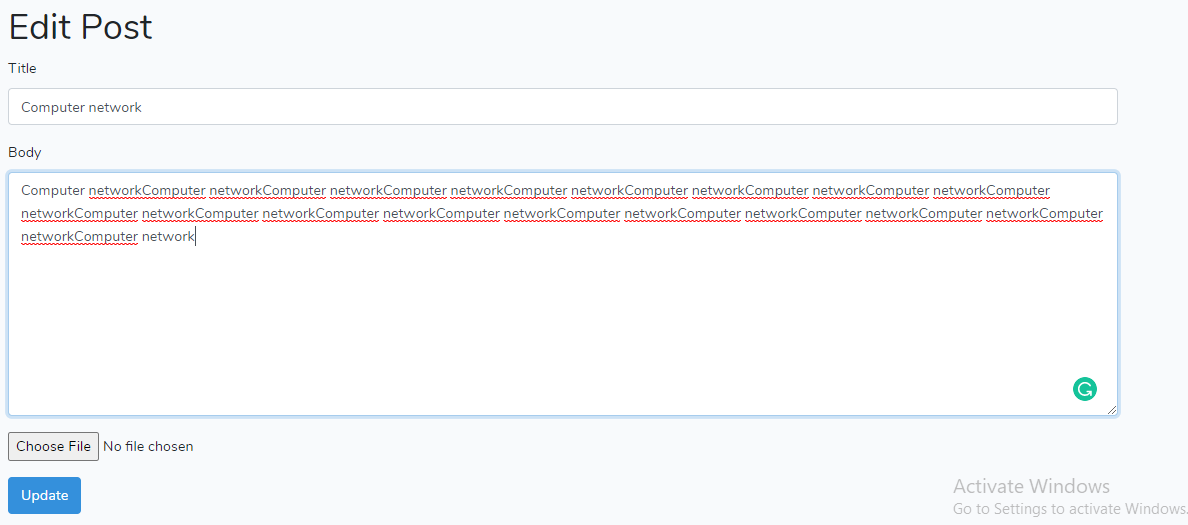 Edit Post
Title
Computer network
Body
Computer networkComputer networkComputer networkComputer networkComputer networkComputer networkComputer networkComputer networkComputer
networkComputer networkComputer networkComputer networkComputer networkComputer networkComputer networkComputer networkComputer networkComputer
networkComputer network
Choose File No file chosen
Update
Activate Windows
Go to Settings to activate Windows.